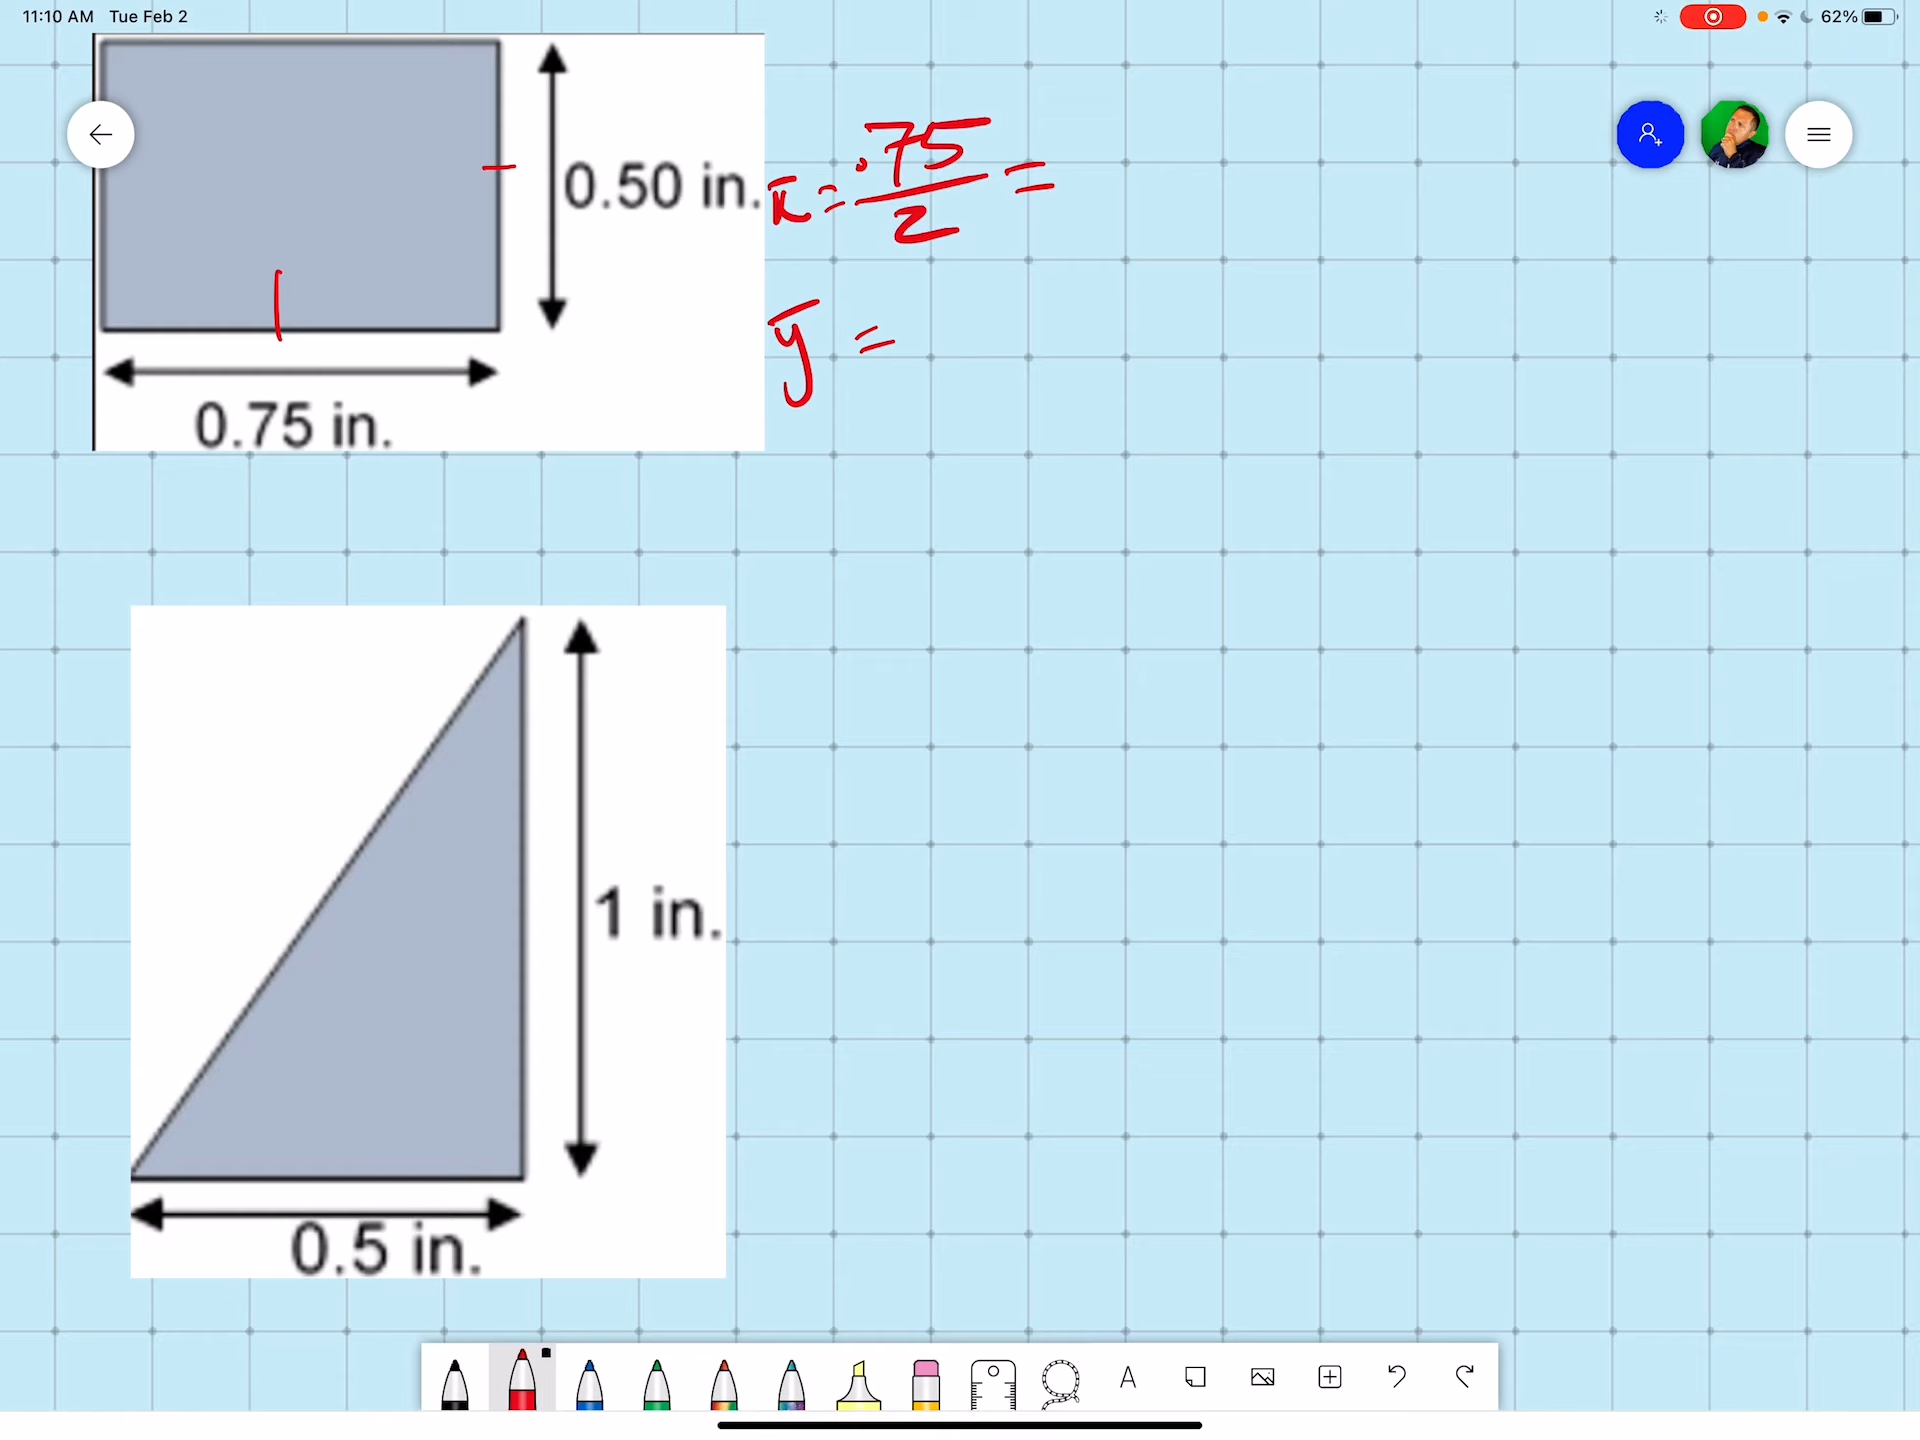 11:10 AM Tue Feb 2
62%
0.50 in.
x̄ = .75/2 =
ȳ =
0.75 in.
1 in.
0.5 in.
A